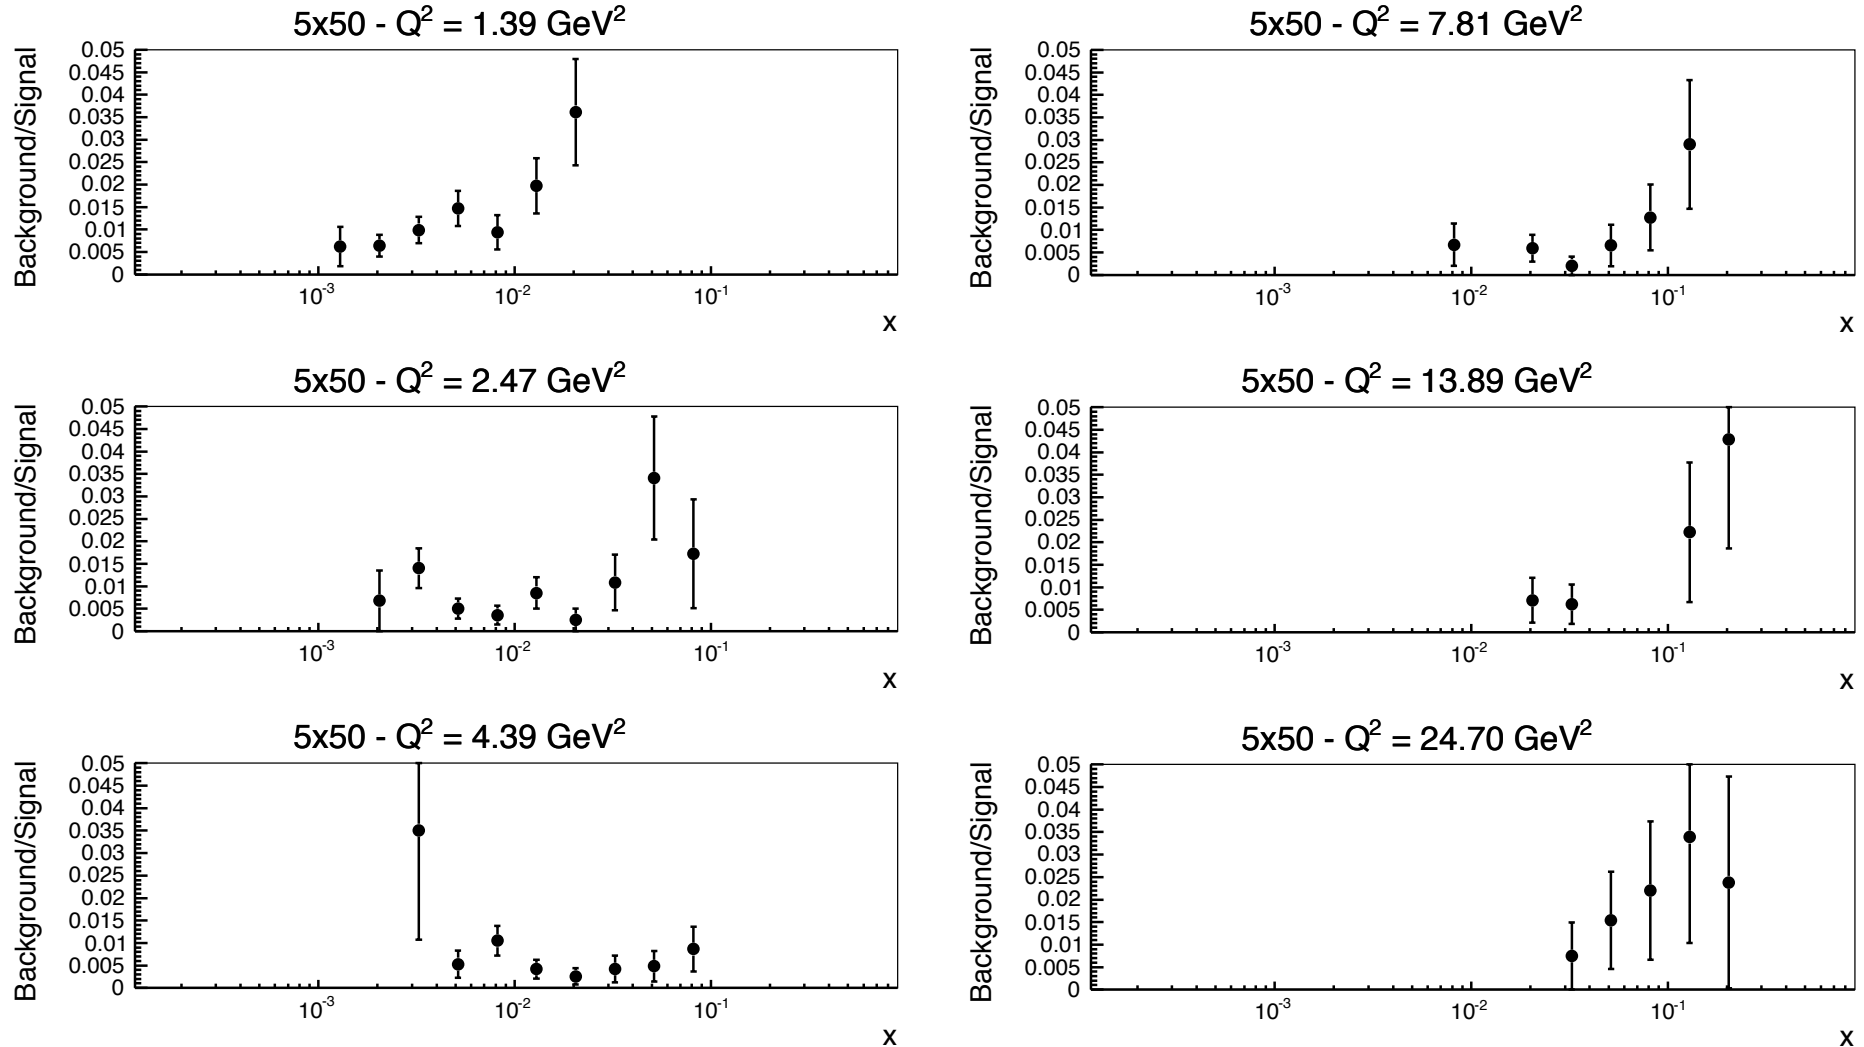 5x50 - Q² = 1.39 GeV²
Background/Signal
0.05
0.045
0.04
0.035
0.03
0.025
0.02
0.015
0.01
0.005
0
10⁻³ 10⁻² 10⁻¹
x
5x50 - Q² = 2.47 GeV²
Background/Signal
0.05
0.045
0.04
0.035
0.03
0.025
0.02
0.015
0.01
0.005
0
10⁻³ 10⁻² 10⁻¹
x
5x50 - Q² = 4.39 GeV²
Background/Signal
0.05
0.045
0.04
0.035
0.03
0.025
0.02
0.015
0.01
0.005
0
10⁻³ 10⁻² 10⁻¹
x
5x50 - Q² = 7.81 GeV²
Background/Signal
0.05
0.045
0.04
0.035
0.03
0.025
0.02
0.015
0.01
0.005
0
10⁻³ 10⁻² 10⁻¹
x
5x50 - Q² = 13.89 GeV²
Background/Signal
0.05
0.045
0.04
0.035
0.03
0.025
0.02
0.015
0.01
0.005
0
10⁻³ 10⁻² 10⁻¹
x
5x50 - Q² = 24.70 GeV²
Background/Signal
0.05
0.045
0.04
0.035
0.03
0.025
0.02
0.015
0.01
0.005
0
10⁻³ 10⁻² 10⁻¹
x